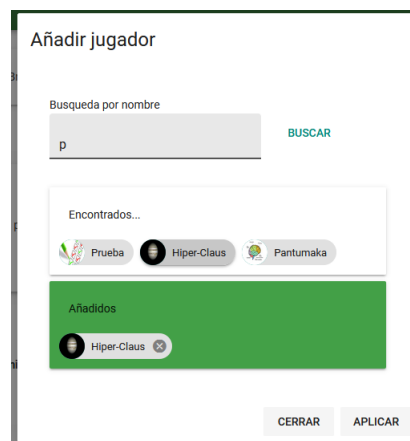 Añadir jugador
Busqueda por nombre
p
BUSCAR
Encontrados...
Prueba
Hiper-Claus
Pantumaka
Añadidos
Hiper-Claus
CERRAR
APLICAR